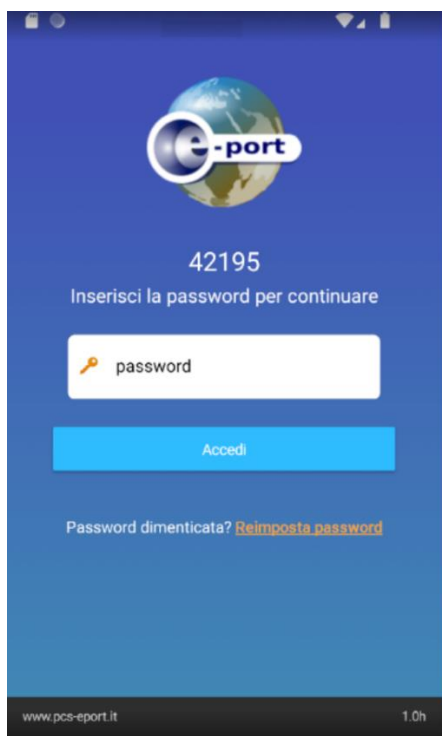 e-port
42195
Inserisci la password per continuare
password
Accedi
Password dimenticata? Reimposta password
www.pcs-eport.it 1.0h